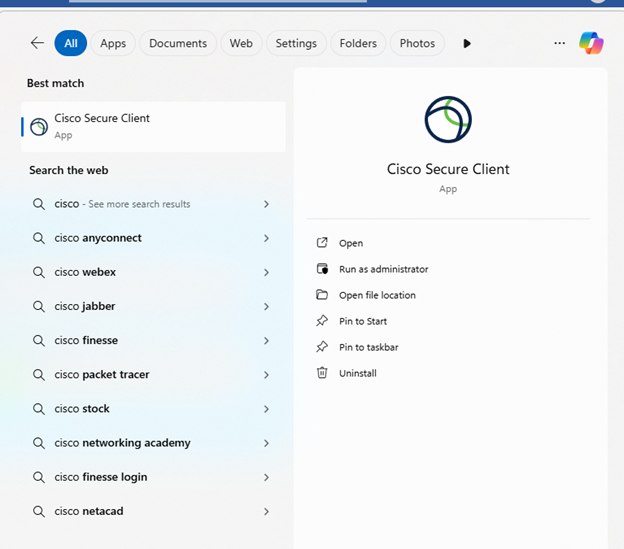 All
Apps
Documents
Web
Settings
Folders
Photos
Best match
Cisco Secure Client
App
Search the web
cisco - See more search results
cisco anyconnect
cisco webex
cisco jabber
cisco finesse
cisco packet tracer
cisco stock
cisco networking academy
cisco finesse login
cisco netacad
Cisco Secure Client
App
Open
Run as administrator
Open file location
Pin to Start
Pin to taskbar
Uninstall